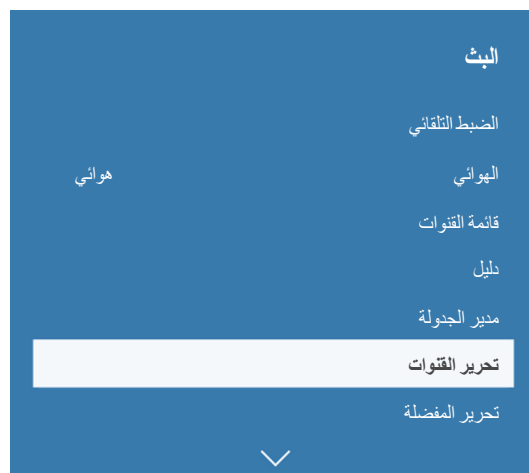 البث
الضبط التلقائي
الهوائي هوائي
قائمة القنوات
دليل
مدير الجدولة
تحرير القنوات
تحرير المفضلة